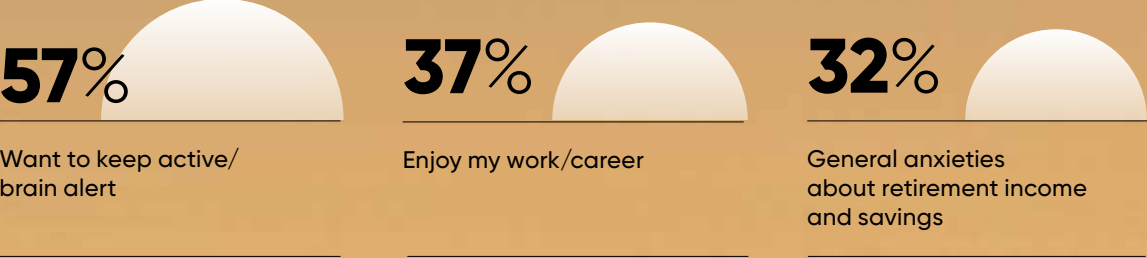 57%
Want to keep active/
brain alert
37%
Enjoy my work/career
32%
General anxieties
about retirement income
and savings